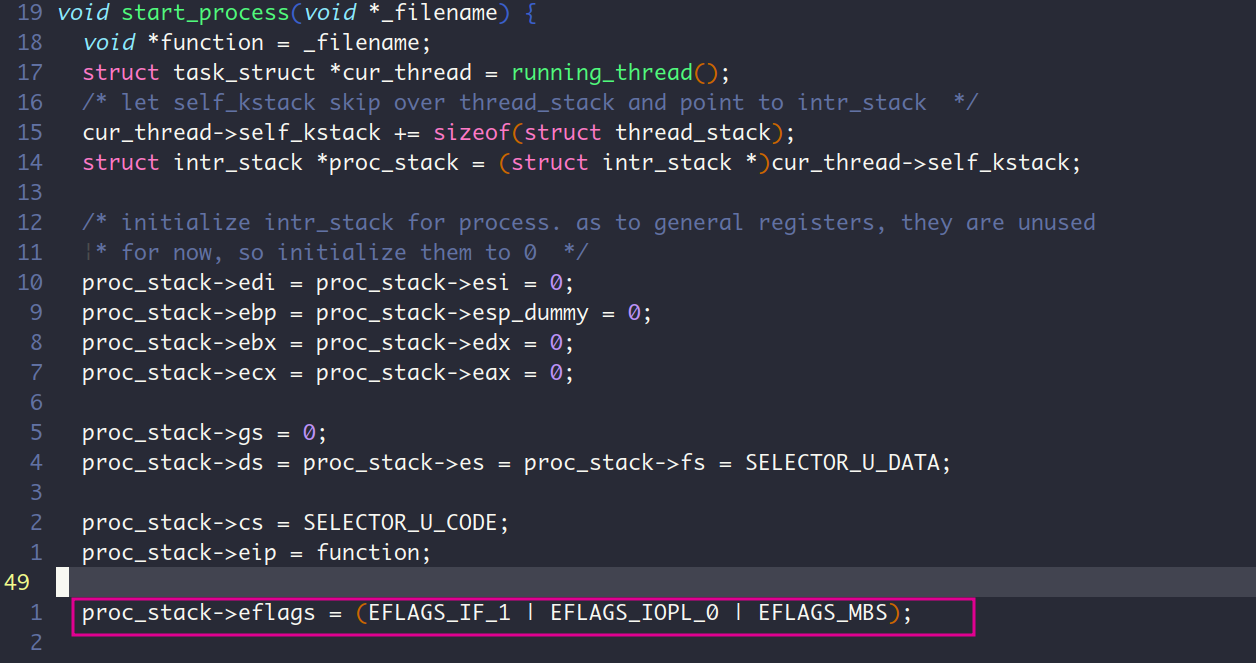 19 void start_process(void *_filename) {
18 void *function = _filename;
17 struct task_struct *cur_thread = running_thread();
16 /* let self_kstack skip over thread_stack and point to intr_stack  */
15 cur_thread->self_kstack += sizeof(struct thread_stack);
14 struct intr_stack *proc_stack = (struct intr_stack *)cur_thread->self_kstack;
13
12 /* initialize intr_stack for process. as to general registers, they are unused
11 ¦* for now, so initialize them to 0  */
10 proc_stack->edi = proc_stack->esi = 0;
9 proc_stack->ebp = proc_stack->esp_dummy = 0;
8 proc_stack->ebx = proc_stack->edx = 0;
7 proc_stack->ecx = proc_stack->eax = 0;
6
5 proc_stack->gs = 0;
4 proc_stack->ds = proc_stack->es = proc_stack->fs = SELECTOR_U_DATA;
3
2 proc_stack->cs = SELECTOR_U_CODE;
1 proc_stack->eip = function;
49
1 proc_stack->eflags = (EFLAGS_IF_1 | EFLAGS_IOPL_0 | EFLAGS_MBS);
2